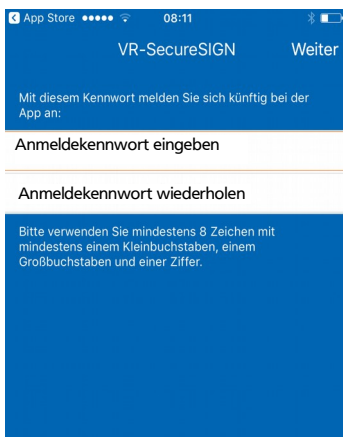 App Store 08:11
VR-SecureSIGN Weiter
Mit diesem Kennwort melden Sie sich künftig bei der
App an:
Anmeldekennwort eingeben
Anmeldekennwort wiederholen
Bitte verwenden Sie mindestens 8 Zeichen mit
mindestens einem Kleinbuchstaben, einem
Großbuchstaben und einer Ziffer.